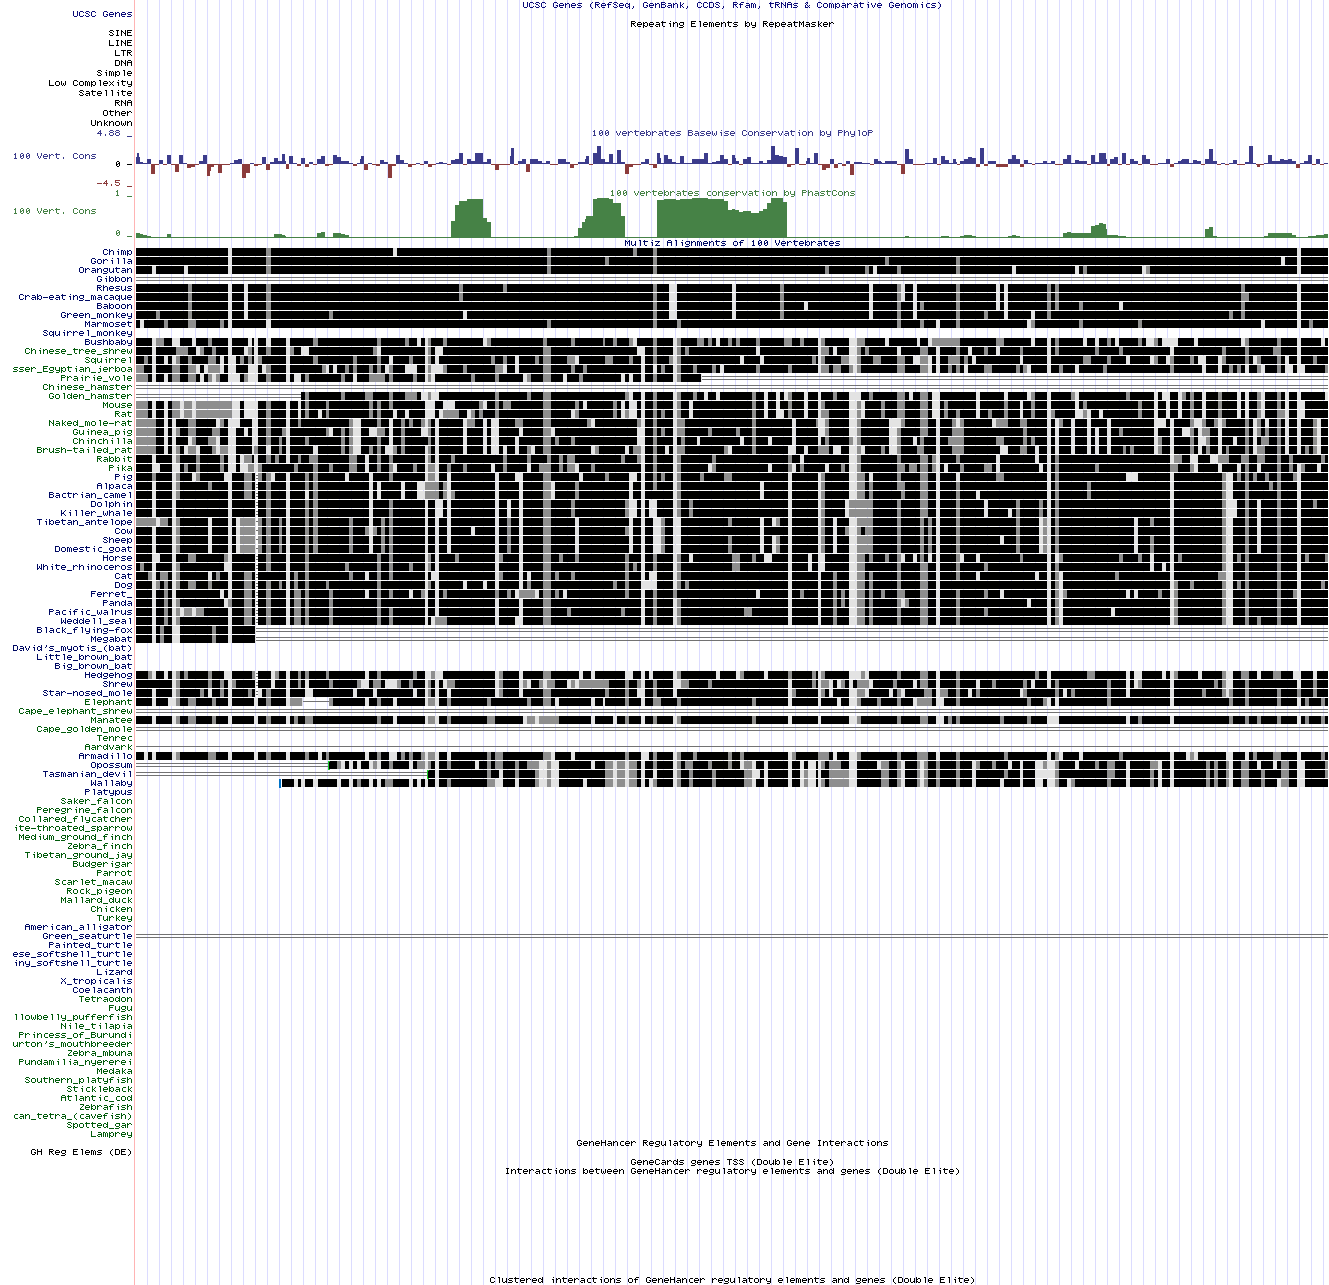 UCSC Genes (RefSeq, GenBank, CCDS, Rfam, tRNAs & Comparative Genomics)
UCSC Genes
Repeating Elements by RepeatMasker
SINE
LINE
LTR
DNA
Simple
Low Complexity
Satellite
RNA
Other
Unknown
4.88 _
100 vertebrates Basewise Conservation by PhyloP
100 Vert. Cons
0 _
-4.5 _
1 _
100 vertebrates conservation by PhastCons
100 Vert. Cons
0 _
Multiz Alignments of 100 Vertebrates
Chimp
Gorilla
Orangutan
Gibbon
Rhesus
Crab-eating_macaque
Baboon
Green_monkey
Marmoset
Squirrel_monkey
Bushbaby
Chinese_tree_shrew
Squirrel
sser_Egyptian_jerboa
Prairie_vole
Chinese_hamster
Golden_hamster
Mouse
Rat
Naked_mole-rat
Guinea_pig
Chinchilla
Brush-tailed_rat
Rabbit
Pika
Pig
Alpaca
Bactrian_camel
Dolphin
Killer_whale
Tibetan_antelope
Cow
Sheep
Domestic_goat
Horse
White_rhinoceros
Cat
Dog
Ferret_
Panda
Pacific_walrus
Weddell_seal
Black_flying-fox
Megabat
David's_myotis_(bat)
Little_brown_bat
Big_brown_bat
Hedgehog
Shrew
Star-nosed_mole
Elephant
Cape_elephant_shrew
Manatee
Cape_golden_mole
Tenrec
Aardvark
Armadillo
Opossum
Tasmanian_devil
Wallaby
Platypus
Saker_falcon
Peregrine_falcon
Collared_flycatcher
ite-throated_sparrow
Medium_ground_finch
Zebra_finch
Tibetan_ground_jay
Budgerigar
Parrot
Scarlet_macaw
Rock_pigeon
Mallard_duck
Chicken
Turkey
American_alligator
Green_seaturtle
Painted_turtle
ese_softshell_turtle
iny_softshell_turtle
Lizard
X_tropicalis
Coelacanth
Tetraodon
Fugu
llowbelly_pufferfish
Nile_tilapia
Princess_of_Burundi
urton's_mouthbreeder
Zebra_mbuna
Pundamilia_nyererei
Medaka
Southern_platyfish
Stickleback
Atlantic_cod
Zebrafish
can_tetra_(cavefish)
Spotted_gar
Lamprey
GeneHancer Regulatory Elements and Gene Interactions
GH Reg Elems (DE)
GeneCards genes TSS (Double Elite)
Interactions between GeneHancer regulatory elements and genes (Double Elite)
Clustered interactions of GeneHancer regulatory elements and genes (Double Elite)